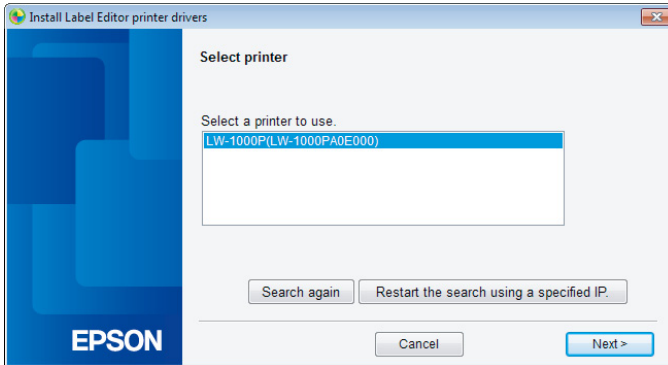 Install Label Editor printer drivers
Select printer
Select a printer to use.
LW-1000P(LW-1000PA0E000)
Search again
Restart the search using a specified IP.
EPSON
Cancel
Next >